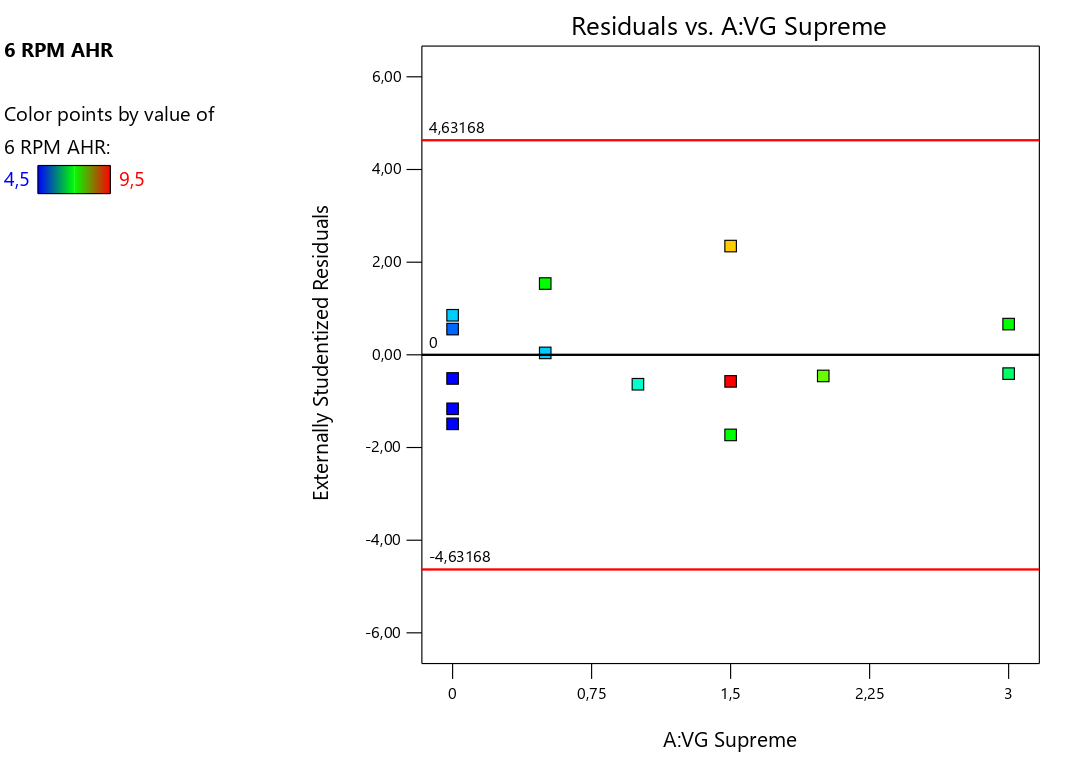 Residuals vs. A:VG Supreme
6 RPM AHR
Color points by value of
6 RPM AHR:
4,5
9,5
Externally Studentized Residuals
6,00
4,63168
4,00
2,00
0
0,00
-2,00
-4,00
-4,63168
-6,00
0
0,75
1,5
2,25
3
A:VG Supreme